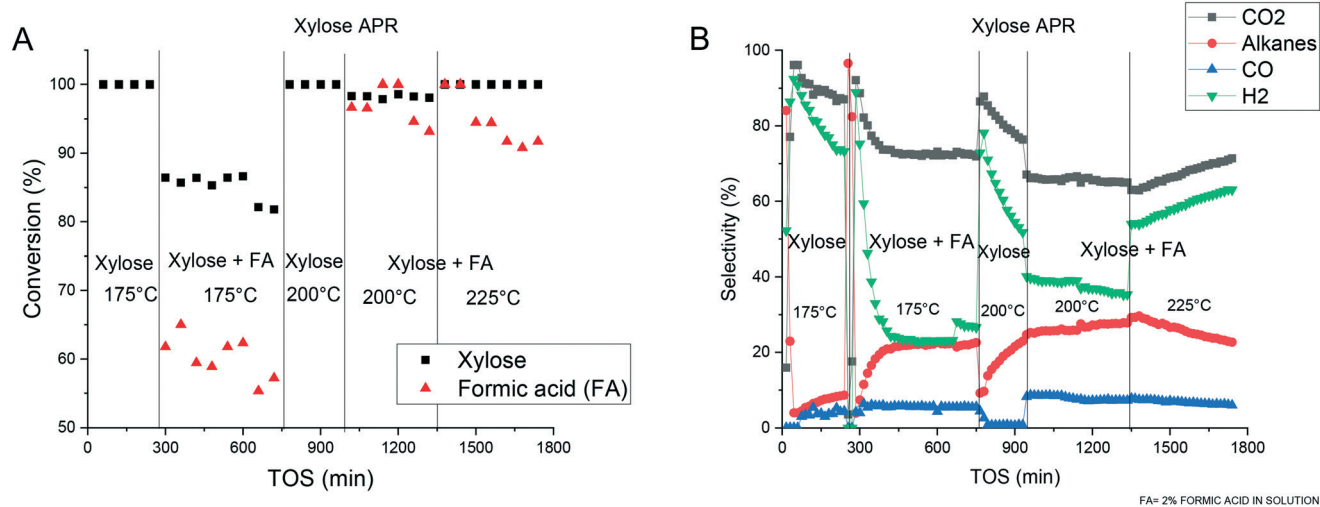 A
Xylose APR
Conversion (%)
100
90
80
70
60
50
Xylose
175°C
Xylose + FA
175°C
Xylose
200°C
Xylose + FA
200°C
225°C
Xylose
Formic acid (FA)
0 300 600 900 1200 1500 1800
TOS (min)
B
Xylose APR
CO2
Alkanes
CO
H2
Selectivity (%)
100
80
60
40
20
0
Xylose
175°C
Xylose + FA
175°C
Xylose
200°C
Xylose + FA
200°C
225°C
0 300 600 900 1200 1500 1800
TOS (min)
FA= 2% FORMIC ACID IN SOLUTION